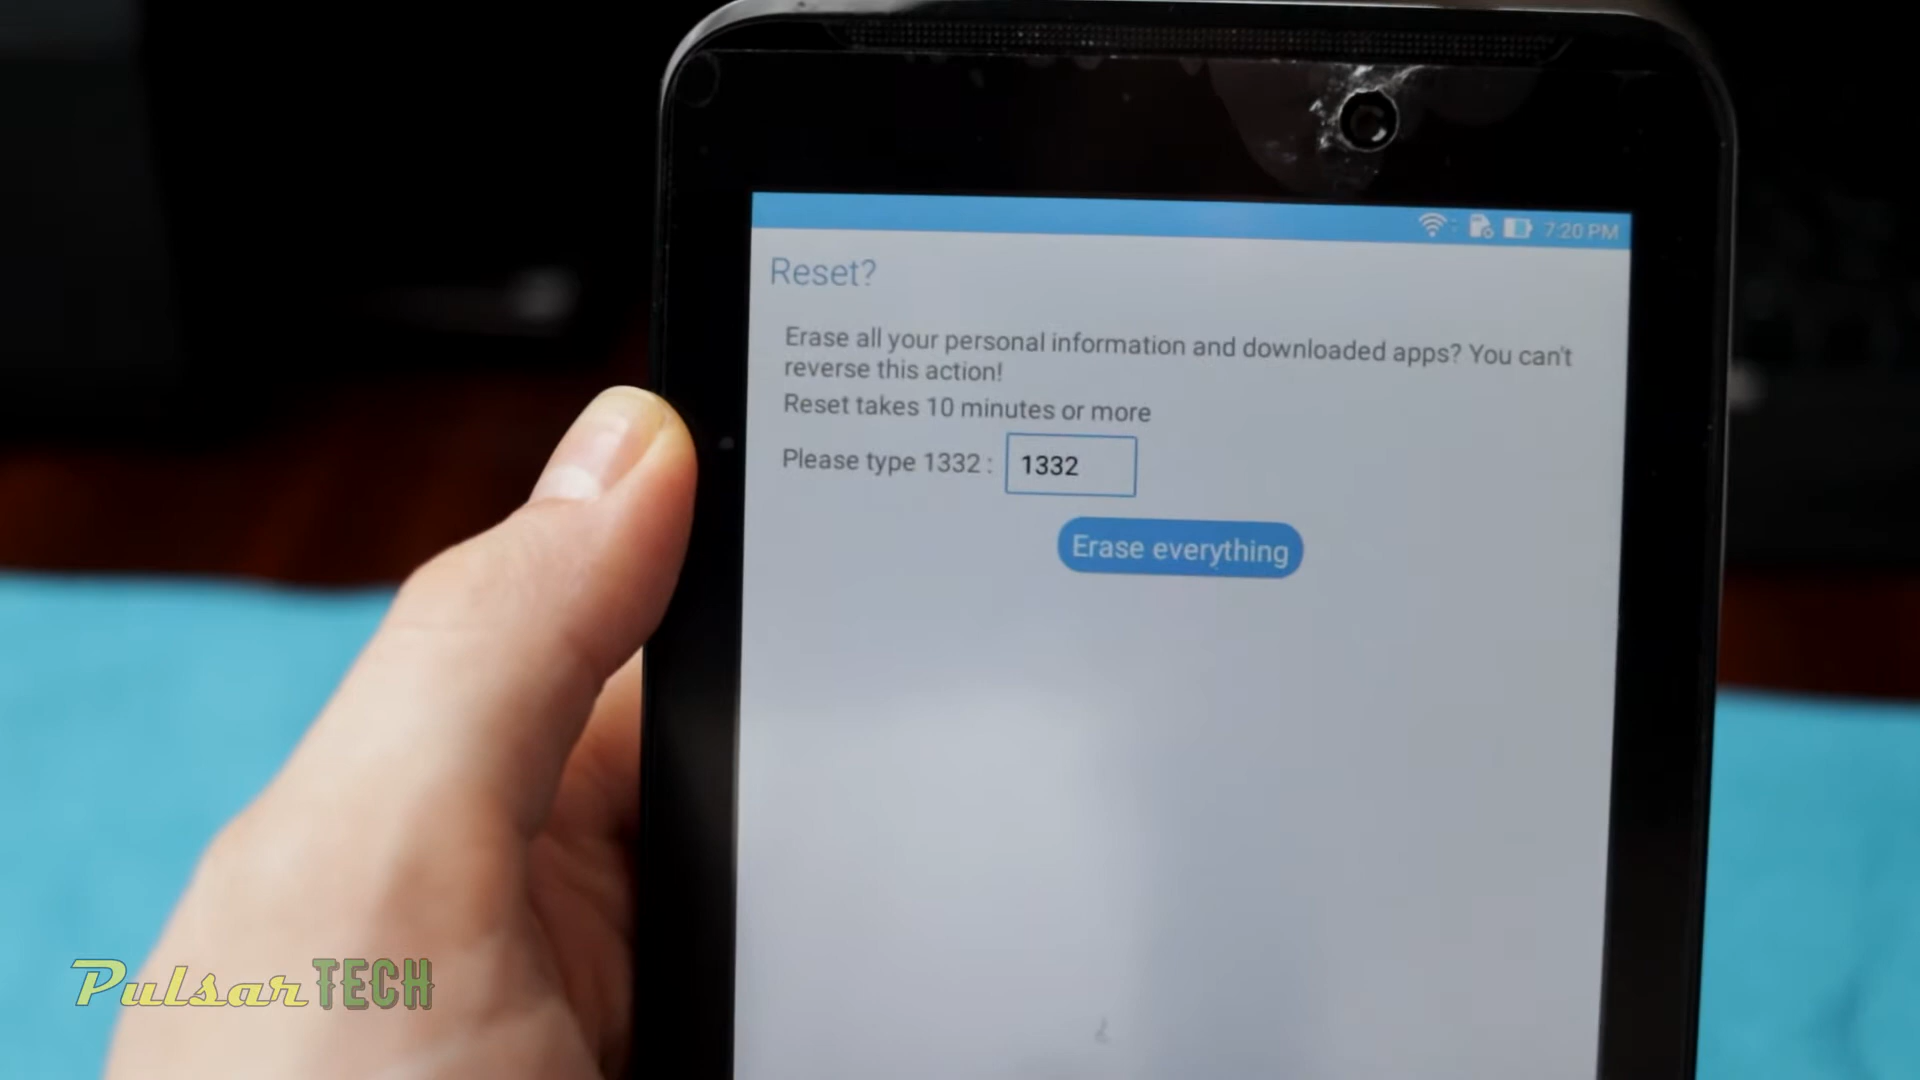 7:20 PM
Reset?
Erase all your personal information and downloaded apps? You can't
reverse this action!
Reset takes 10 minutes or more
Please type 1332 : 1332
Erase everything
PulsarTECH